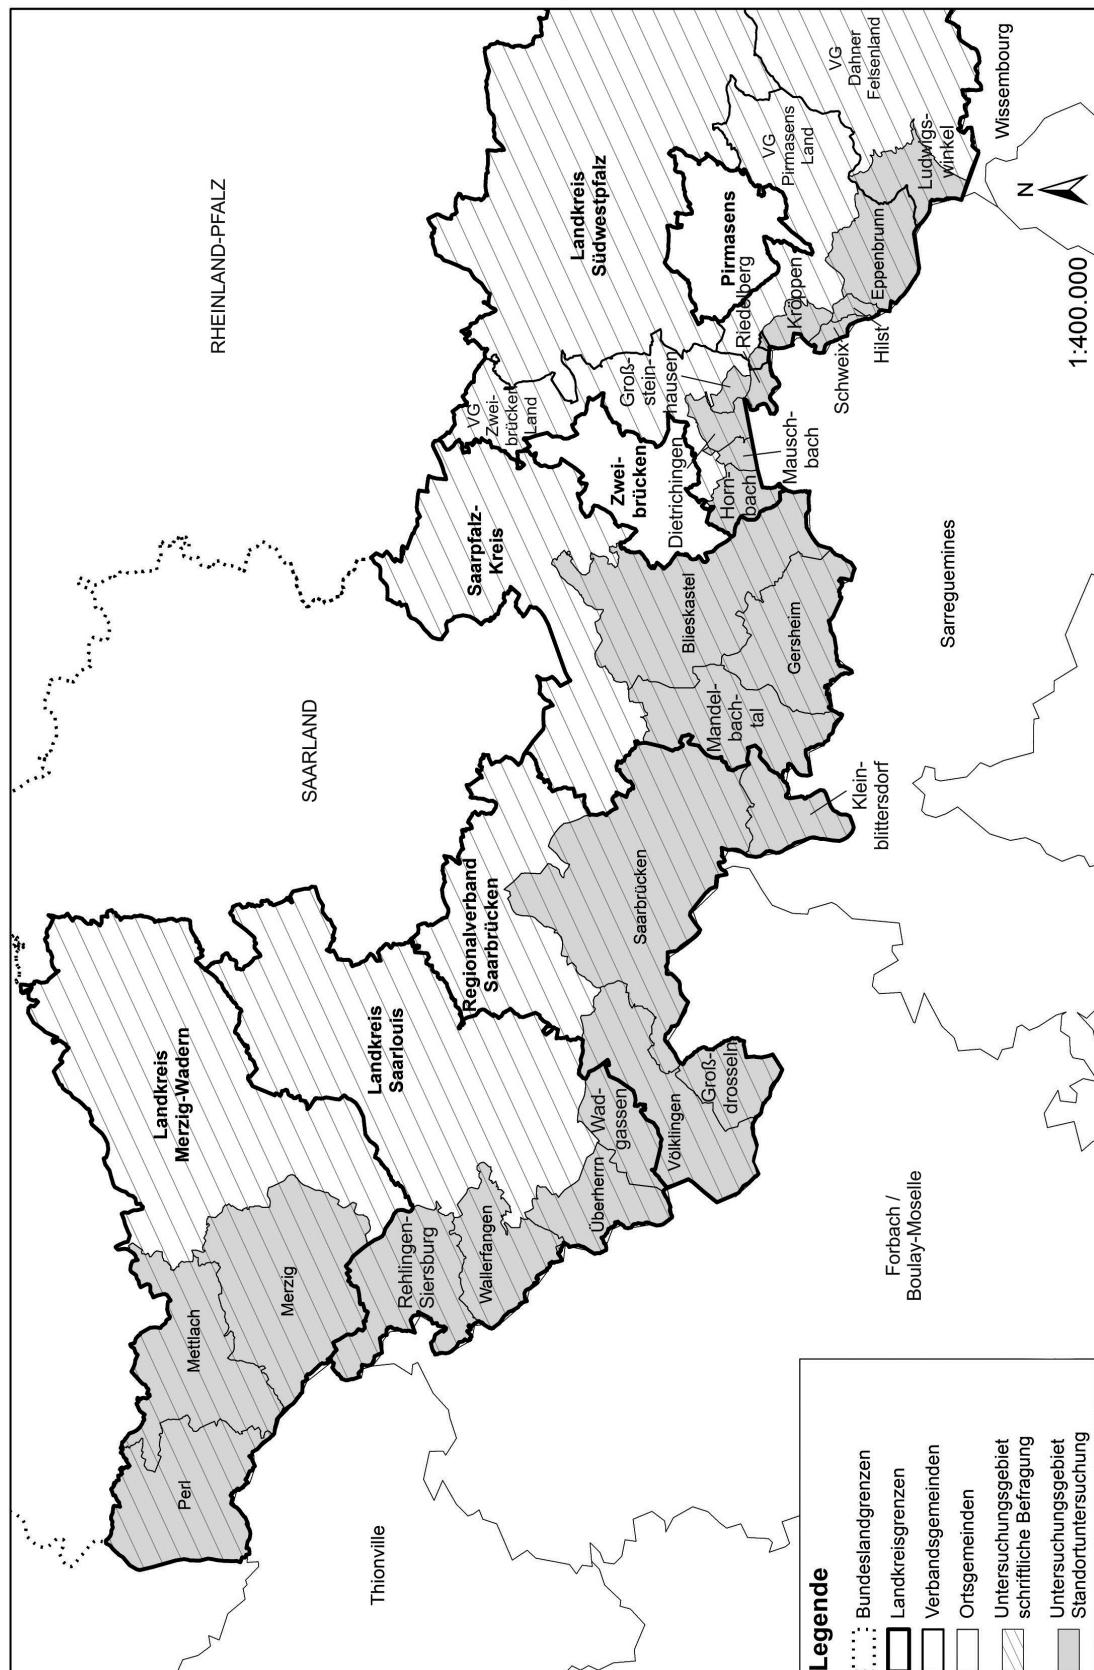 RHEINLAND-PFALZ
SAARLAND
Landkreis
Merzig-Wadern
Landkreis
Saarlouis
Regionalverband
Saarbrücken
Saarpfalz-
Kreis
Landkreis
Südwestpfalz
Zwei-
brücken
Pirmasens
VG
Zwei-
brücken
Land
VG
Pirmasens
Land
VG
Dahner
Felsenland
Perl
Mettlach
Merzig
Rehlingen-
Siersburg
Wallerfangen
Überherrn
Wad-
gassen
Völklingen
Groß-
drosseln
Saarbrücken
Klein-
blittersdorf
Mandel-
bach-
tal
Blieskastel
Gersheim
Horn-
bach
Dietrichingen
Mausch-
bach
Groß-
stein-
hausen
Riedelberg
Kröppen
Schweix
Hilst
Eppenbrunn
Ludwigs-
winkel
Thionville
Forbach /
Boulay-Moselle
Sarreguemines
Wissembourg
N
1:400.000
Legende
Bundeslandgrenzen
Landkreisgrenzen
Verbandsgemeinden
Ortsgemeinden
Untersuchungsgebiet
schriftliche Befragung
Untersuchungsgebiet
Standortuntersuchung